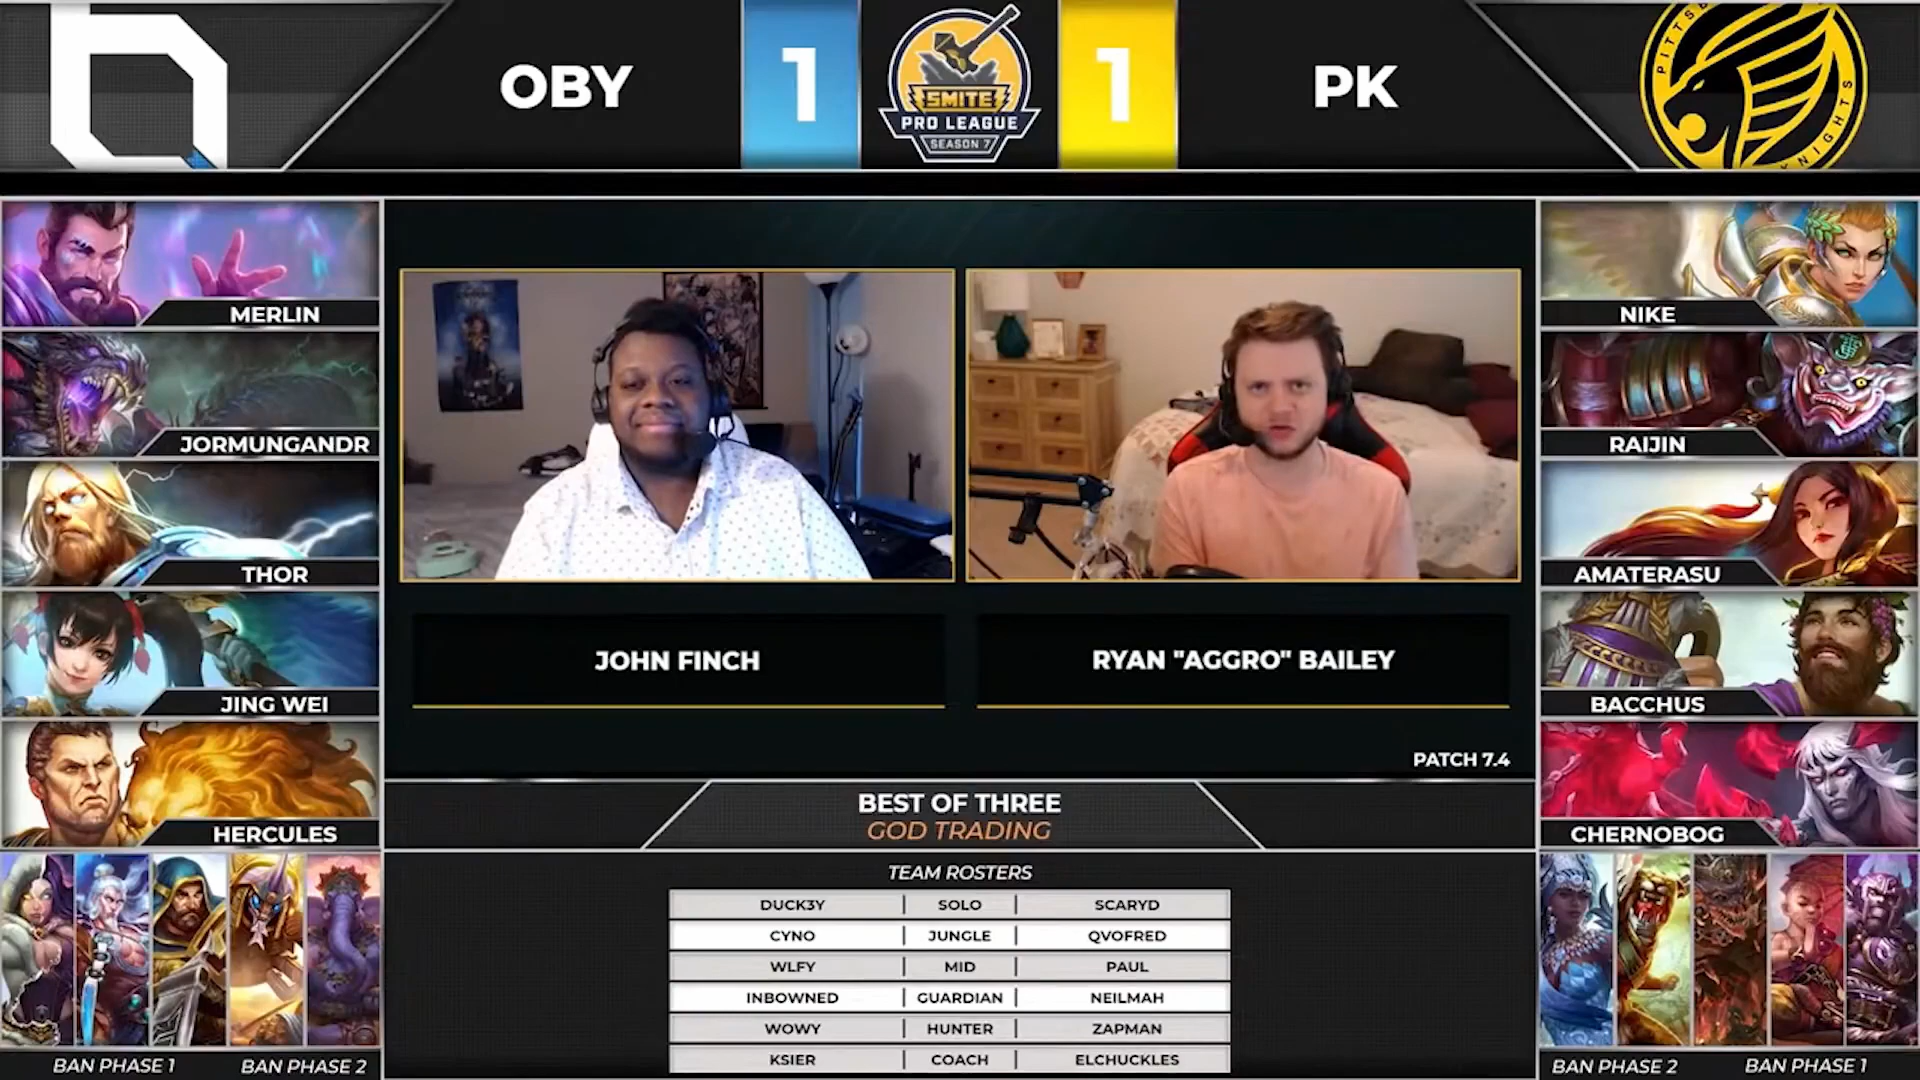 OBY
1
SMITE
PRO LEAGUE
SEASON 7
1
PK
KNIGHTS
MERLIN
JORMUNGANDR
THOR
JING WEI
HERCULES
BAN PHASE 1
BAN PHASE 2
JOHN FINCH
RYAN "AGGRO" BAILEY
PATCH 7.4
BEST OF THREE
GOD TRADING
TEAM ROSTERS
DUCK3Y | SOLO | SCARYD
CYNO | JUNGLE | QVOFRED
WLFY | MID | PAUL
INBOWNED | GUARDIAN | NEILMAH
WOWY | HUNTER | ZAPMAN
KSIER | COACH | ELCHUCKLES
NIKE
RAIJIN
AMATERASU
BACCHUS
CHERNOBOG
BAN PHASE 2
BAN PHASE 1